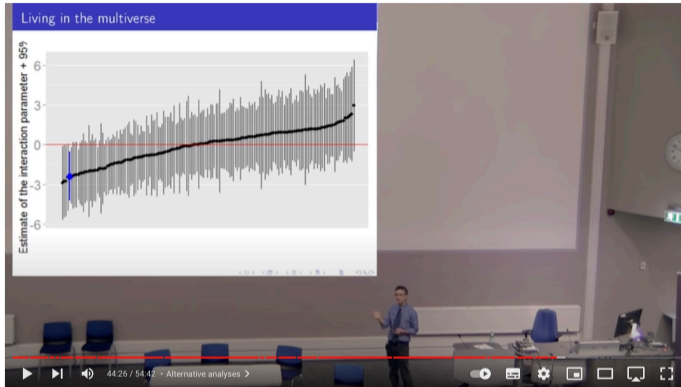 Living in the multiverse
Estimate of the interaction parameter + 95%
6
3
0
-3
-6
44:26 / 54:42 • Alternative analyses >